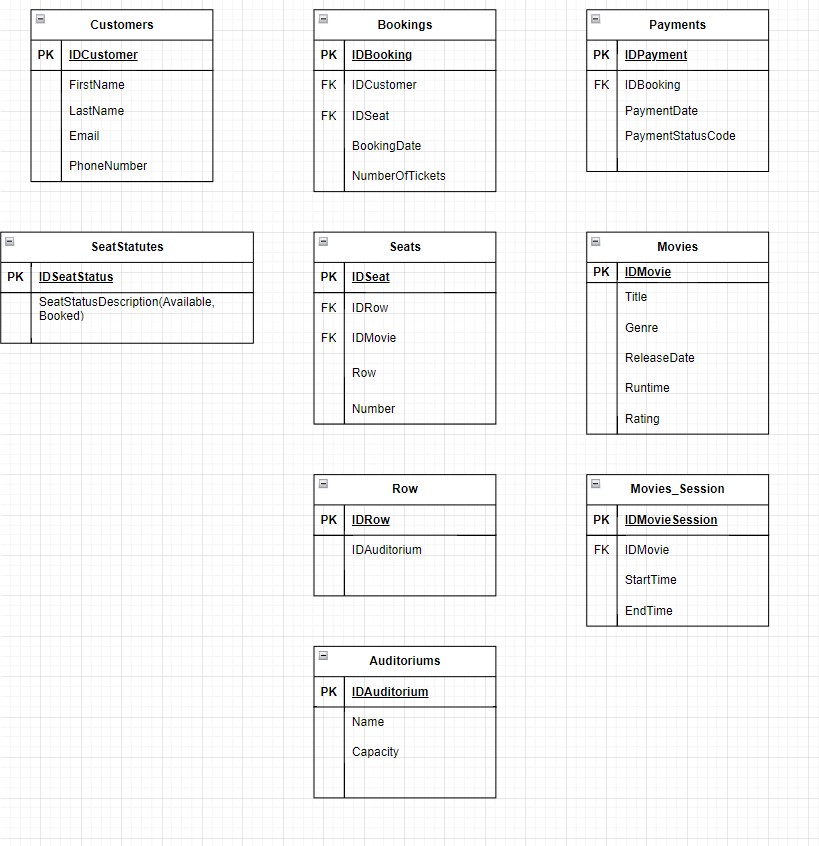 Customers
PK IDCustomer
FirstName
LastName
Email
PhoneNumber
Bookings
PK IDBooking
FK IDCustomer
FK IDSeat
BookingDate
NumberOfTickets
Payments
PK IDPayment
FK IDBooking
PaymentDate
PaymentStatusCode
SeatStatutes
PK IDSeatStatus
SeatStatusDescription(Available,
Booked)
Seats
PK IDSeat
FK IDRow
FK IDMovie
Row
Number
Movies
PK IDMovie
Title
Genre
ReleaseDate
Runtime
Rating
Row
PK IDRow
IDAuditorium
Movies_Session
PK IDMovieSession
FK IDMovie
StartTime
EndTime
Auditoriums
PK IDAuditorium
Name
Capacity